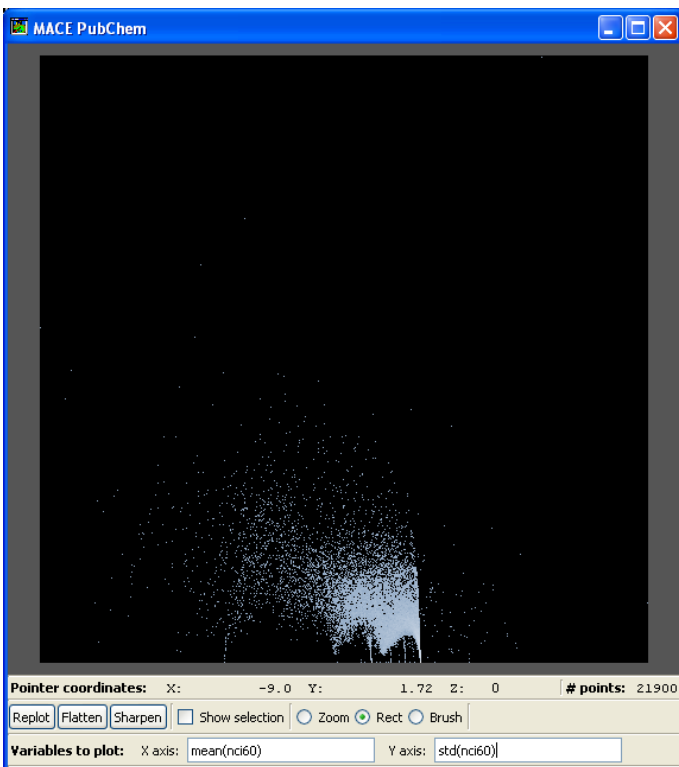 MACE PubChem
Pointer coordinates: X: -9.0 Y: 1.72 Z: 0 # points: 21900
Replot Flatten Sharpen Show selection Zoom Rect Brush
Variables to plot: X axis: mean(nci60) Y axis: std(nci60)